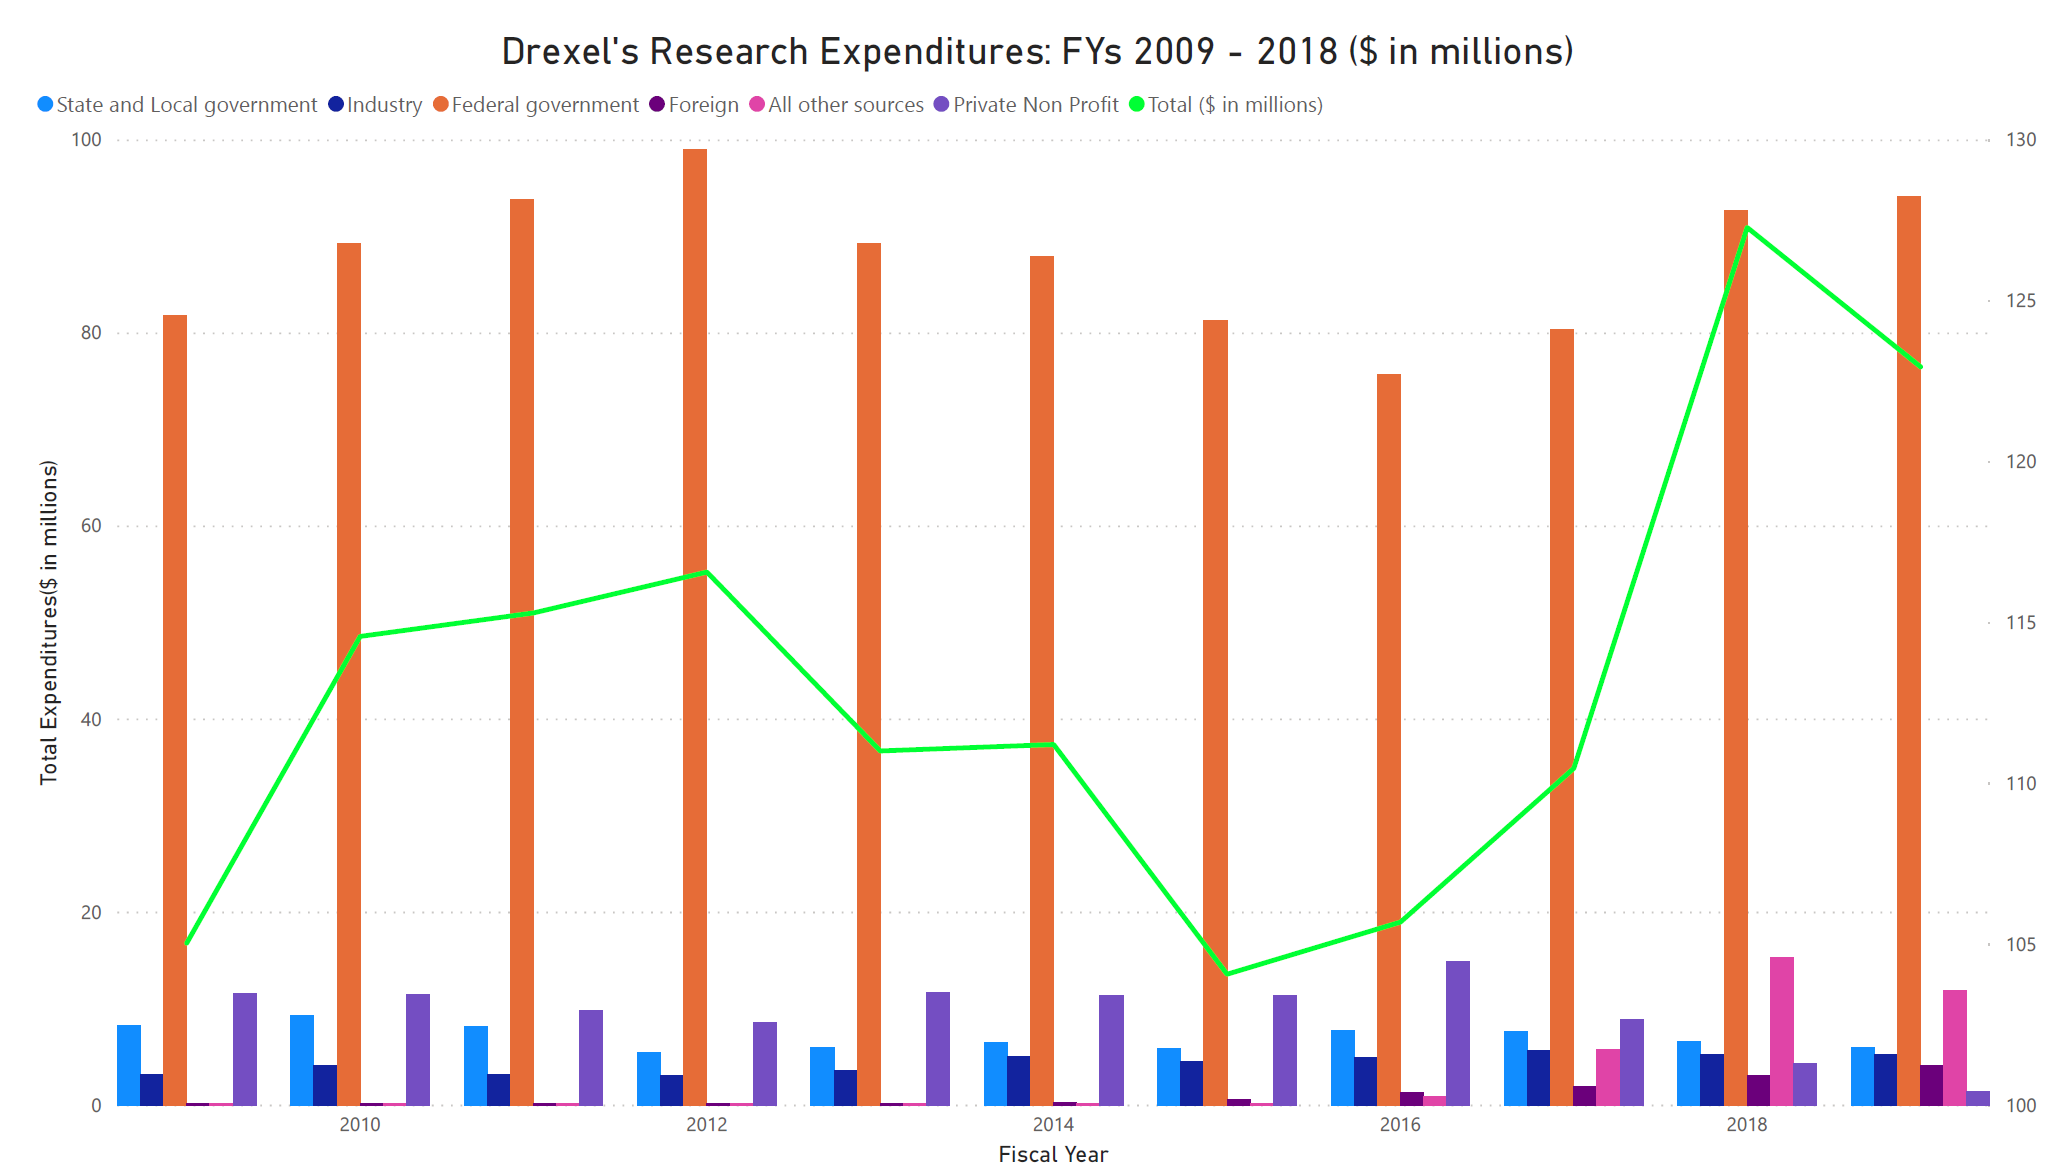 Drexel's Research Expenditures: FYs 2009 - 2018 ($ in millions)
State and Local government Industry Federal government Foreign All other sources Private Non Profit Total ($ in millions)
100
80
60
40
20
0
Total Expenditures($ in millions)
130
125
120
115
110
105
100
2010 2012 2014 2016 2018
Fiscal Year